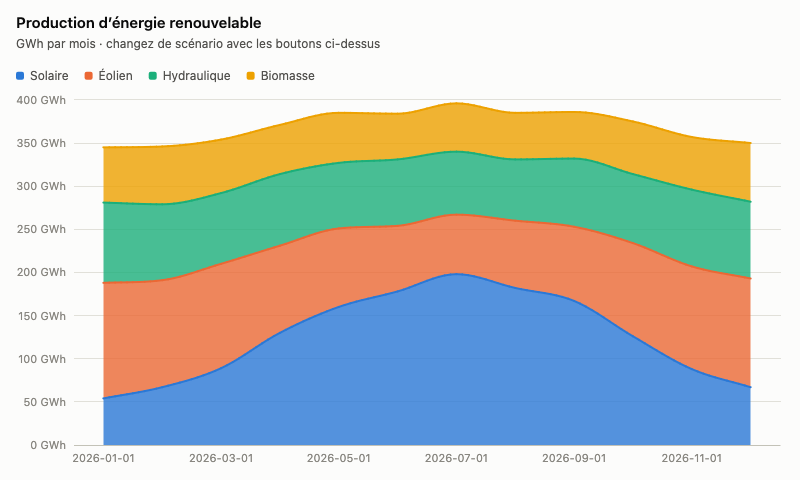 Production d’énergie renouvelable
GWh par mois · changez de scénario avec les boutons ci-dessus
Solaire Éolien Hydraulique Biomasse
400 GWh
350 GWh
300 GWh
250 GWh
200 GWh
150 GWh
100 GWh
50 GWh
0 GWh
2026-01-01 2026-03-01 2026-05-01 2026-07-01 2026-09-01 2026-11-01